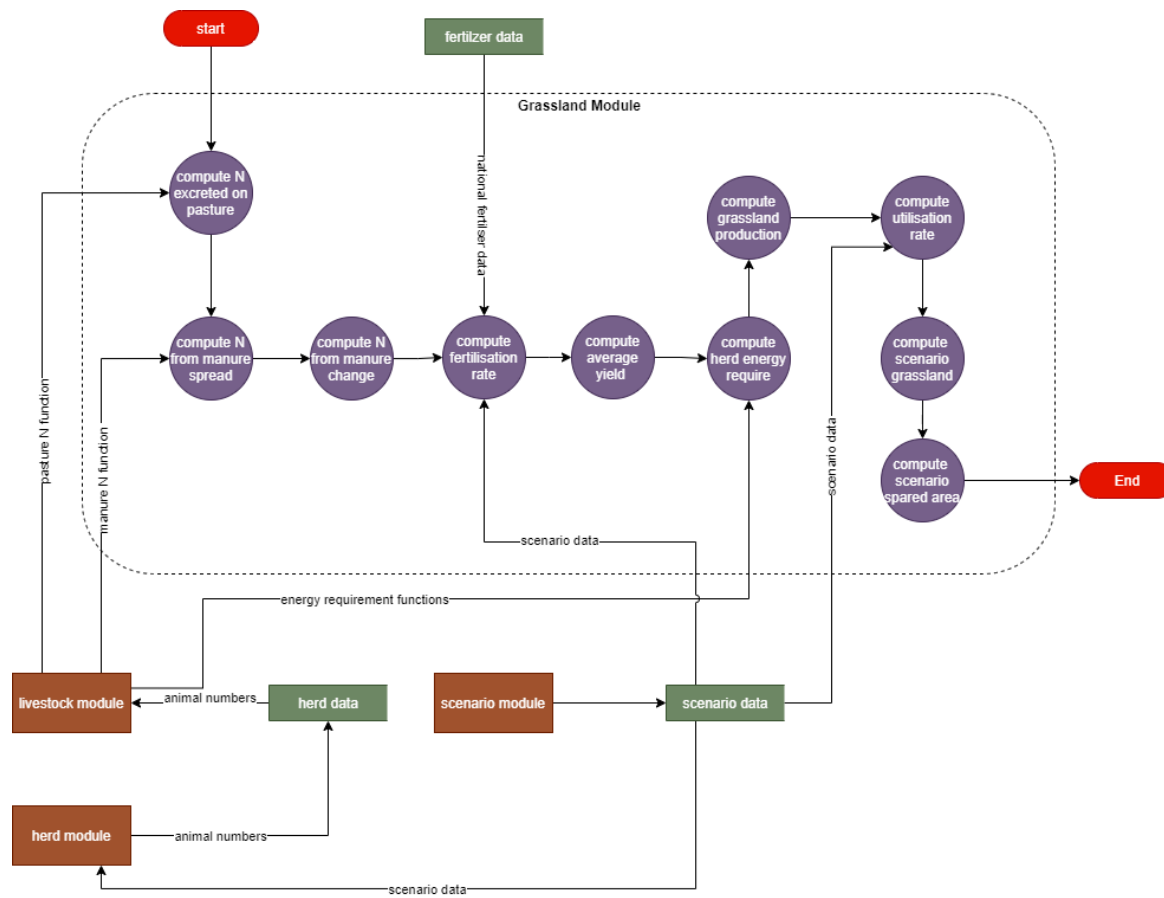 start
fertilzer data
Grassland Module
national fertilser data
compute N
excreted on
pasture
compute
grassland
production
compute
utilisation
rate
pasture N function
manure N function
compute N
from manure
spread
compute N
from manure
change
compute
fertilisation
rate
compute
average
yield
compute
herd energy
require
compute
scenario
grassland
scenario data
compute
scenario
spared area
End
scenario data
energy requirement functions
livestock module
animal numbers
herd data
scenario module
scenario data
herd module
animal numbers
scenario data